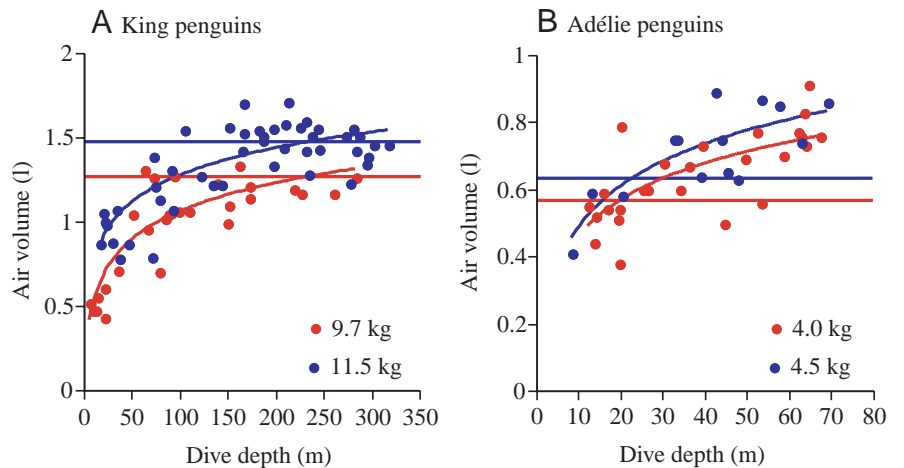 A King penguins
Air volume (l)
2
1.5
1
0.5
0
0 50 100 150 200 250 300 350
Dive depth (m)
9.7 kg
11.5 kg
B Adélie penguins
Air volume (l)
1
0.8
0.6
0.4
0.2
0
0 10 20 30 40 50 60 70 80
Dive depth (m)
4.0 kg
4.5 kg